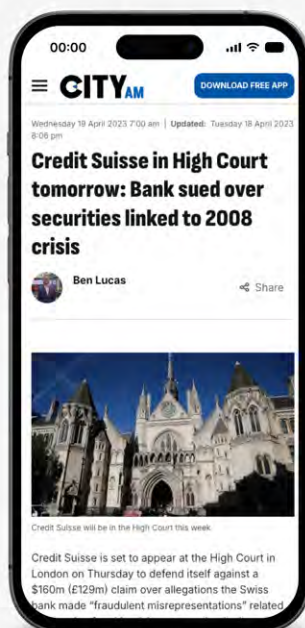 00:00
CITY AM
DOWNLOAD FREE APP
Wednesday 19 April 2023 7:00 am | Updated: Tuesday 18 April 2023
8:06 pm
Credit Suisse in High Court
tomorrow: Bank sued over
securities linked to 2008
crisis
Ben Lucas
Share
Credit Suisse will be in the High Court this week
Credit Suisse is set to appear at the High Court in
London on Thursday to defend itself against a
$160m (£129m) claim over allegations the Swiss
bank made "fraudulent misrepresentations" related